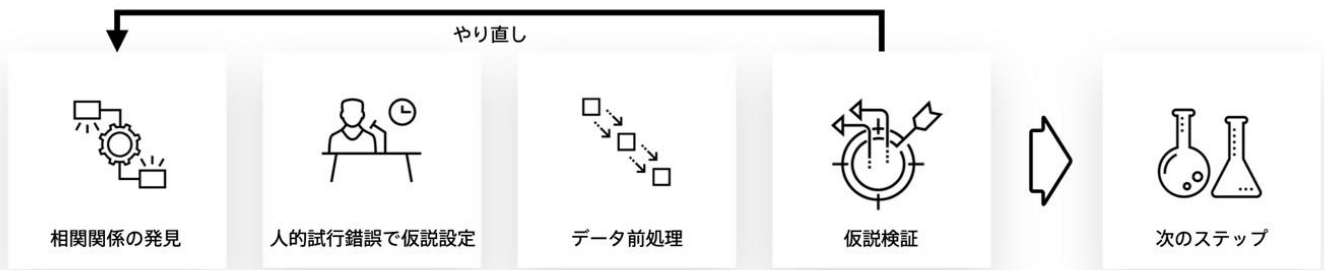 やり直し
相関関係の発見
人的試行錯誤で仮説設定
データ前処理
仮説検証
次のステップ